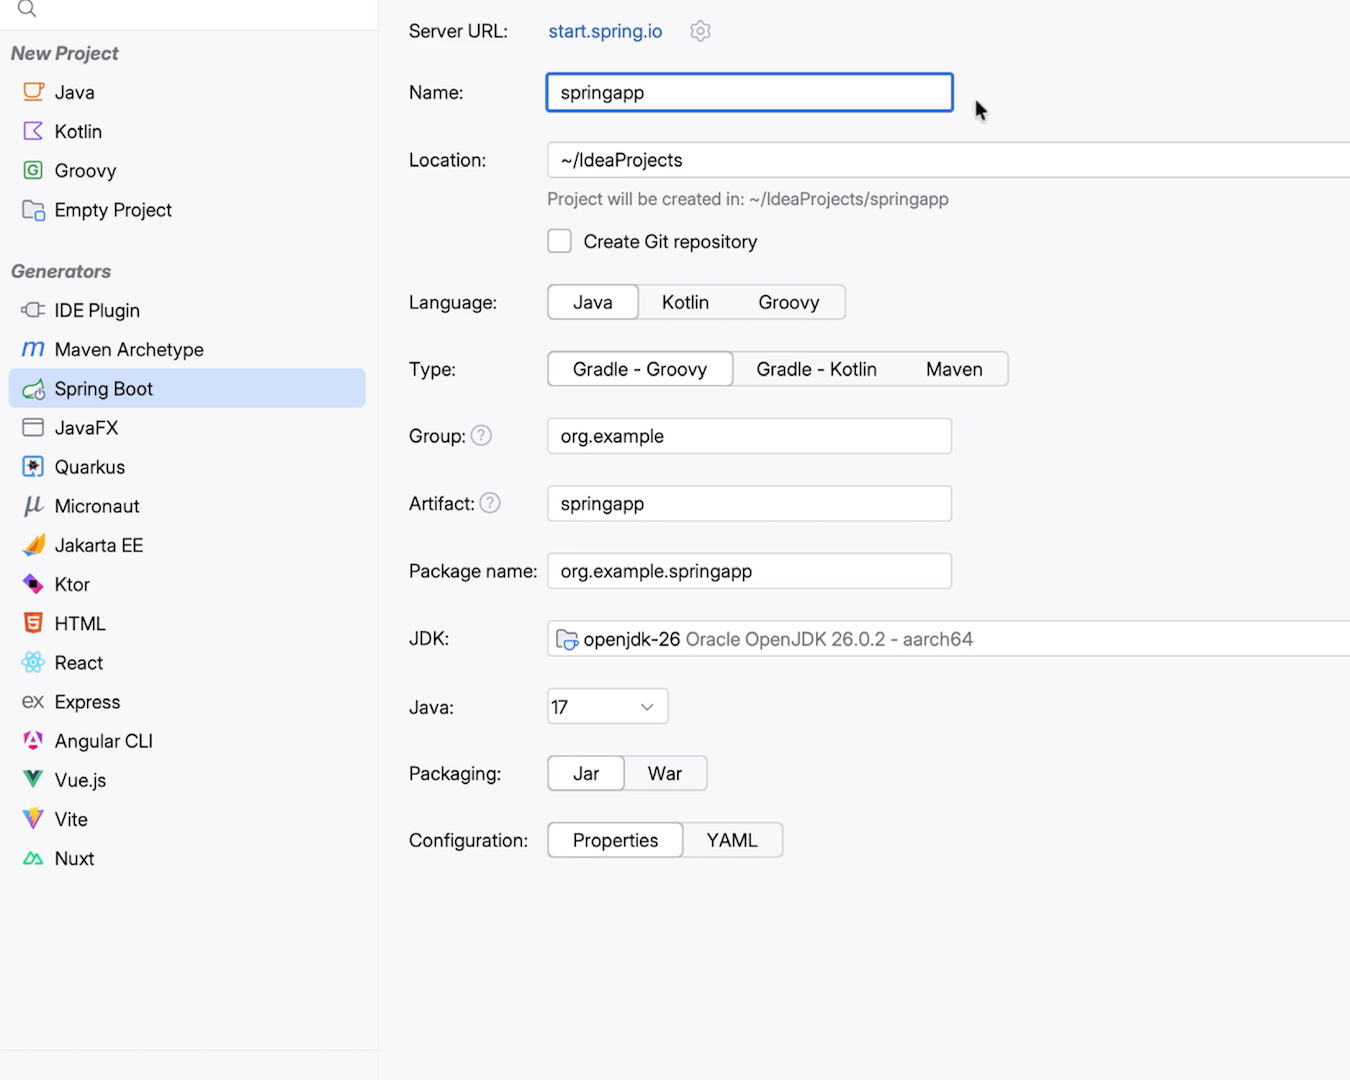 New Project
Java
Kotlin
Groovy
Empty Project
Generators
IDE Plugin
Maven Archetype
Spring Boot
JavaFX
Quarkus
Micronaut
Jakarta EE
Ktor
HTML
React
Express
Angular CLI
Vue.js
Vite
Nuxt
Server URL: start.spring.io
Name: springapp
Location: ~/IdeaProjects
Project will be created in: ~/IdeaProjects/springapp
Create Git repository
Language: Java Kotlin Groovy
Type: Gradle - Groovy Gradle - Kotlin Maven
Group: org.example
Artifact: springapp
Package name: org.example.springapp
JDK: openjdk-26 Oracle OpenJDK 26.0.2 - aarch64
Java: 17
Packaging: Jar War
Configuration: Properties YAML